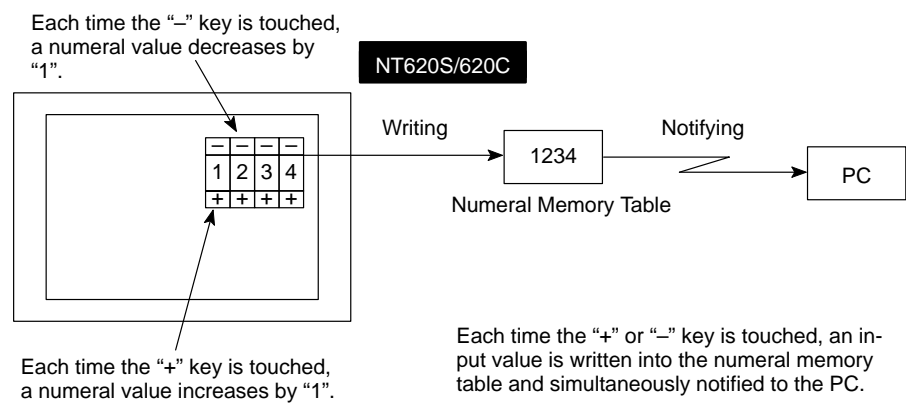 Each time the “–” key is touched,
a numeral value decreases by
“1”.
NT620S/620C
Writing
Notifying
– – – –
1 2 3 4
+ + + +
1234
PC
Numeral Memory Table
Each time the “+” key is touched,
a numeral value increases by “1”.
Each time the “+” or “–” key is touched, an in-
put value is written into the numeral memory
table and simultaneously notified to the PC.